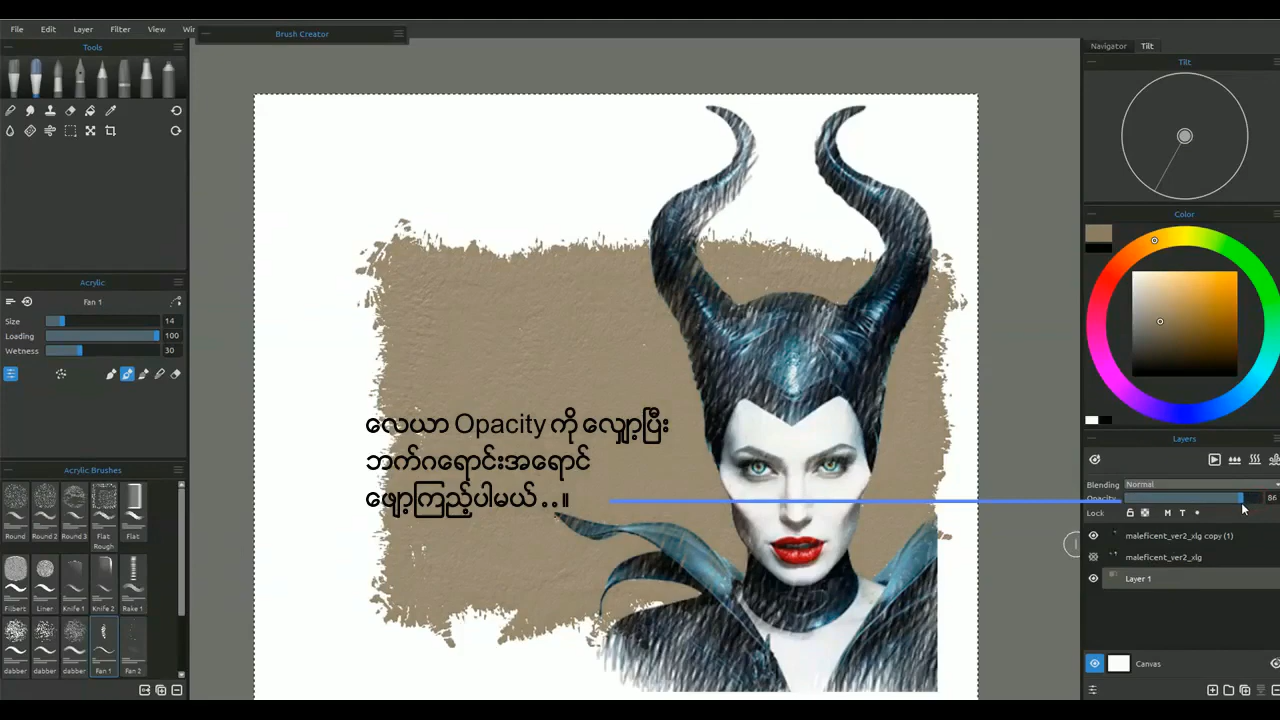 File Edit Layer Filter View
Brush Creator
Tools
Navigator Tilt
Tilt
Acrylic
Fan 1
Size 14
Loading 100
Wetness 30
Color
လေယာ Opacity ကို လျှော့ပြီး
ဘက်ဂရောင်းအရောင်
ဖျော့ကြည့်ပါမယ်..။
Acrylic Brushes
Round Round 2 Round 3 Flat Rough Flat
Filbert Liner Knife 1 Knife 2 Rake 1
dabber dabber dabber Fan 1 Fan 2
Layers
Blending Normal
Opacity 86
Lock M T
maleficent_ver2_xlg copy (1)
maleficent_ver2_xlg
Layer 1
Canvas